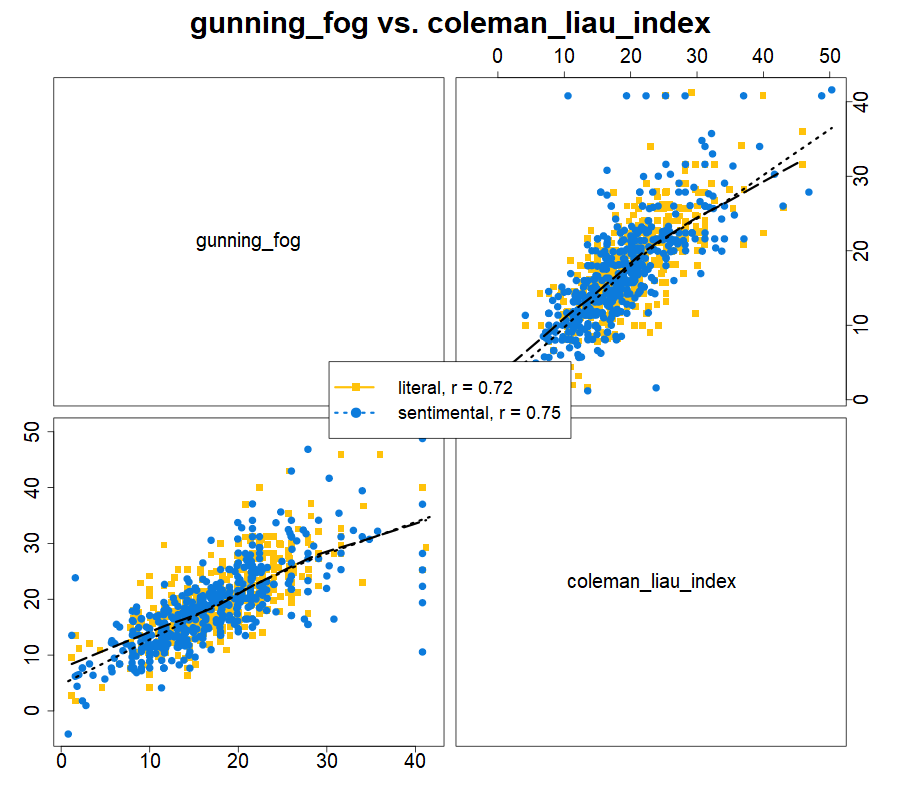 gunning_fog vs. coleman_liau_index
0 10 20 30 40 50
gunning_fog
40
30
20
10
0
literal, r = 0.72
sentimental, r = 0.75
50
40
30
20
10
0
coleman_liau_index
0 10 20 30 40